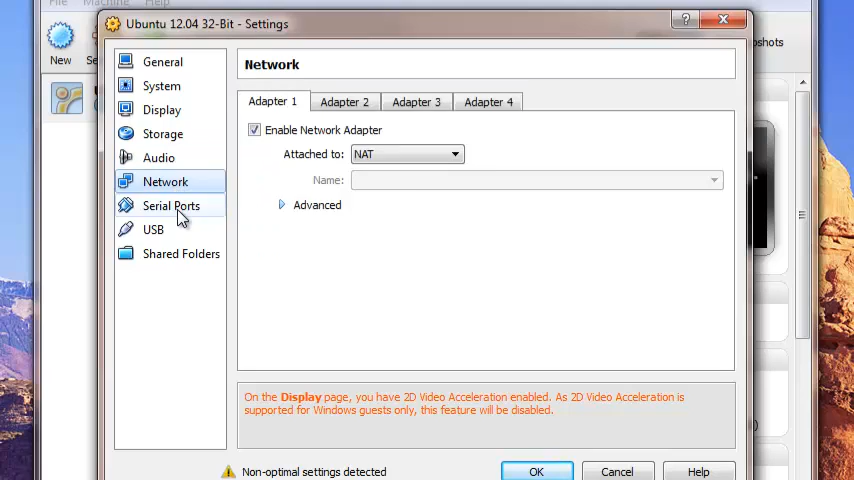 File Machine Help
Ubuntu 12.04 32-Bit - Settings
?
New
General
System
Display
Storage
Audio
Network
Serial Ports
USB
Shared Folders
Network
Adapter 1 Adapter 2 Adapter 3 Adapter 4
Enable Network Adapter
Attached to: NAT
Name:
Advanced
On the Display page, you have 2D Video Acceleration enabled. As 2D Video Acceleration is
supported for Windows guests only, this feature will be disabled.
Non-optimal settings detected
OK Cancel Help